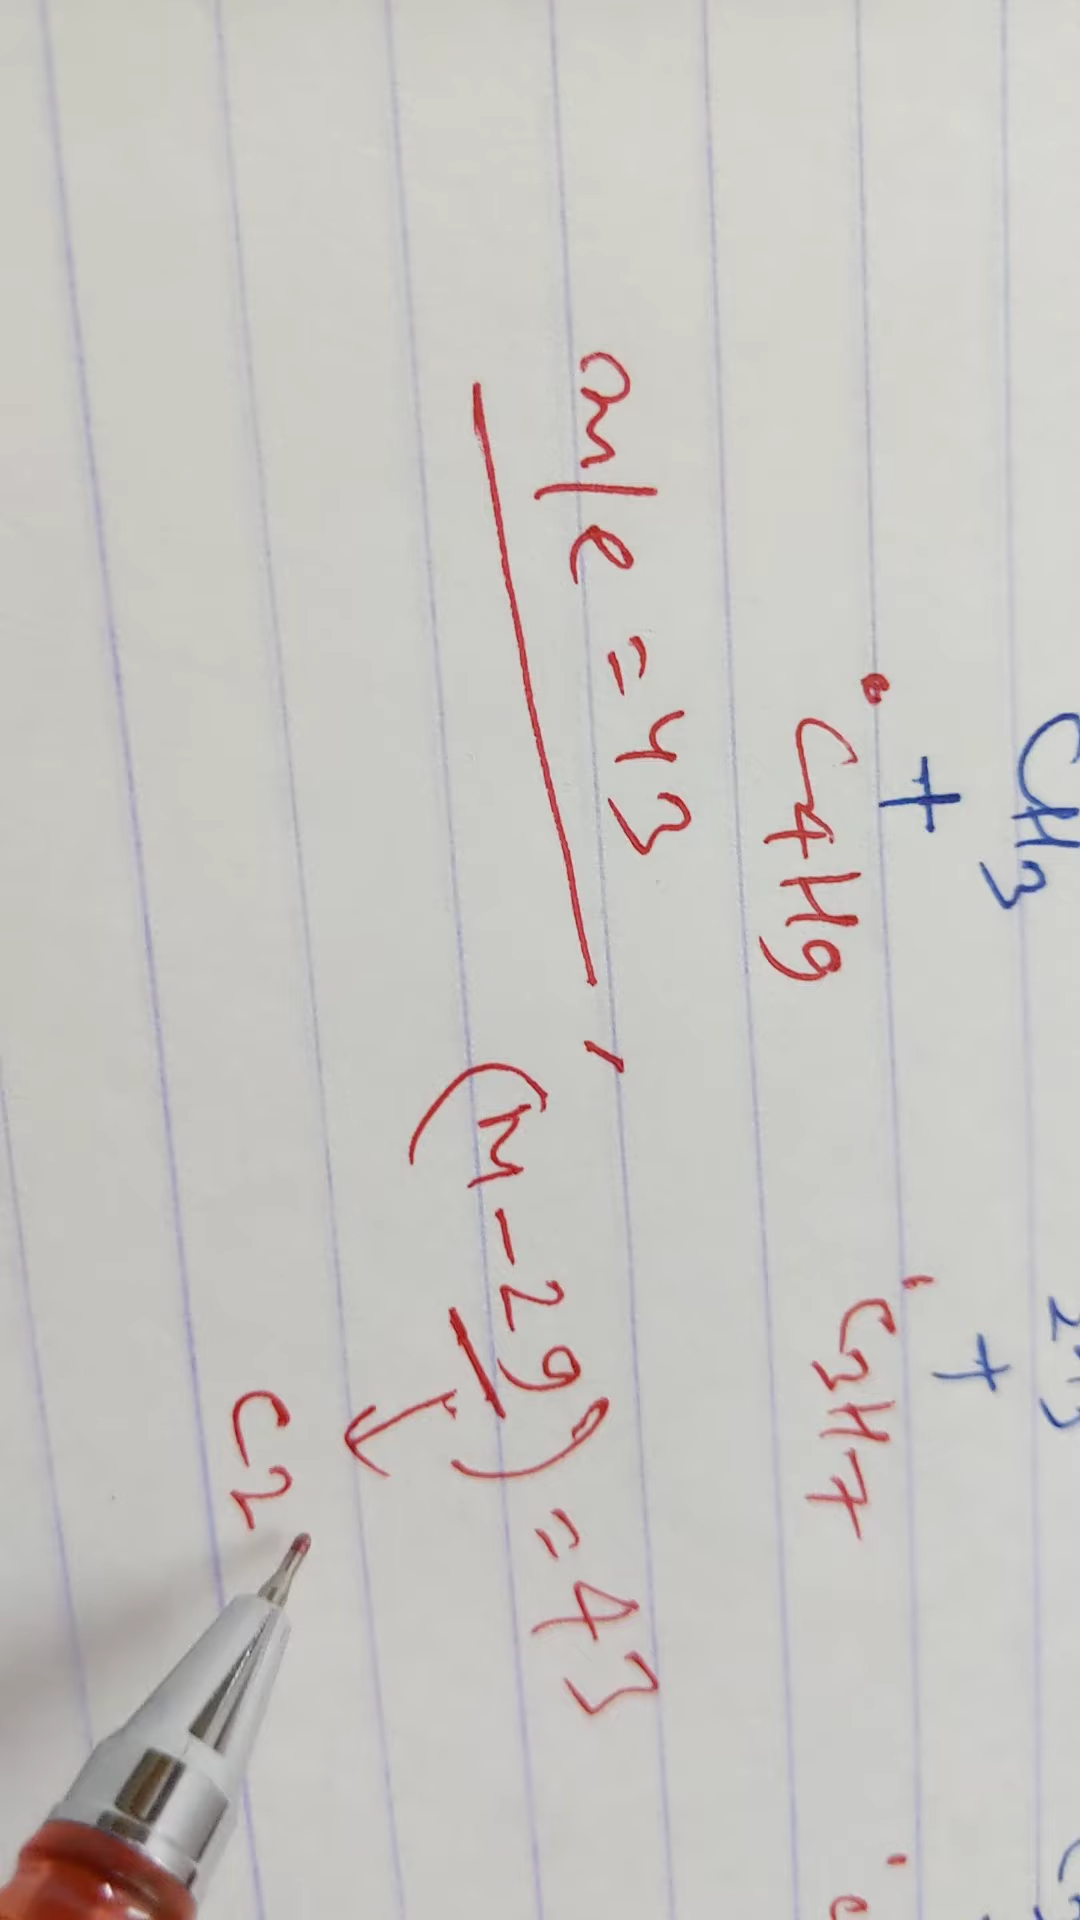 CH3
+ +
• C4H9 • C3H7
m/e = 43,
(M-29) = 43
C2